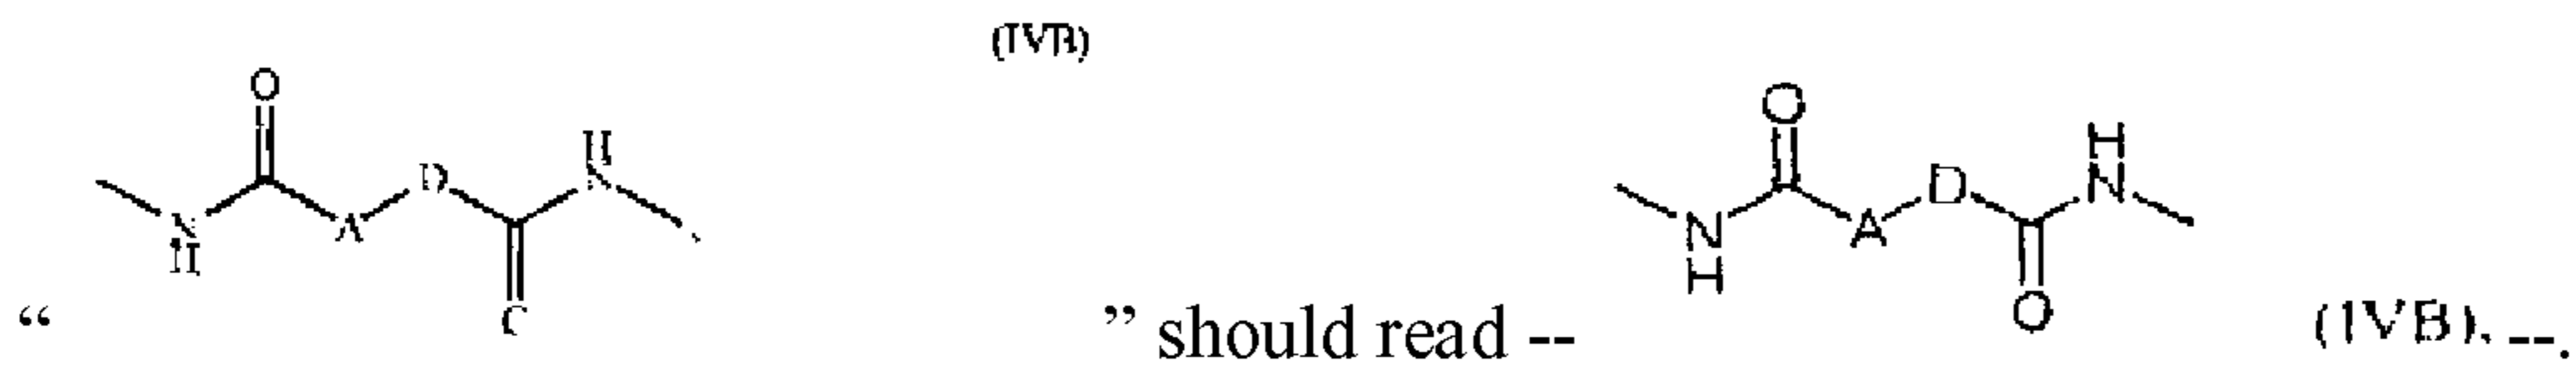 (IVB)
O O
H H
N A D N N A D N
H H
C O
“ ” should read -- (IVB). --.